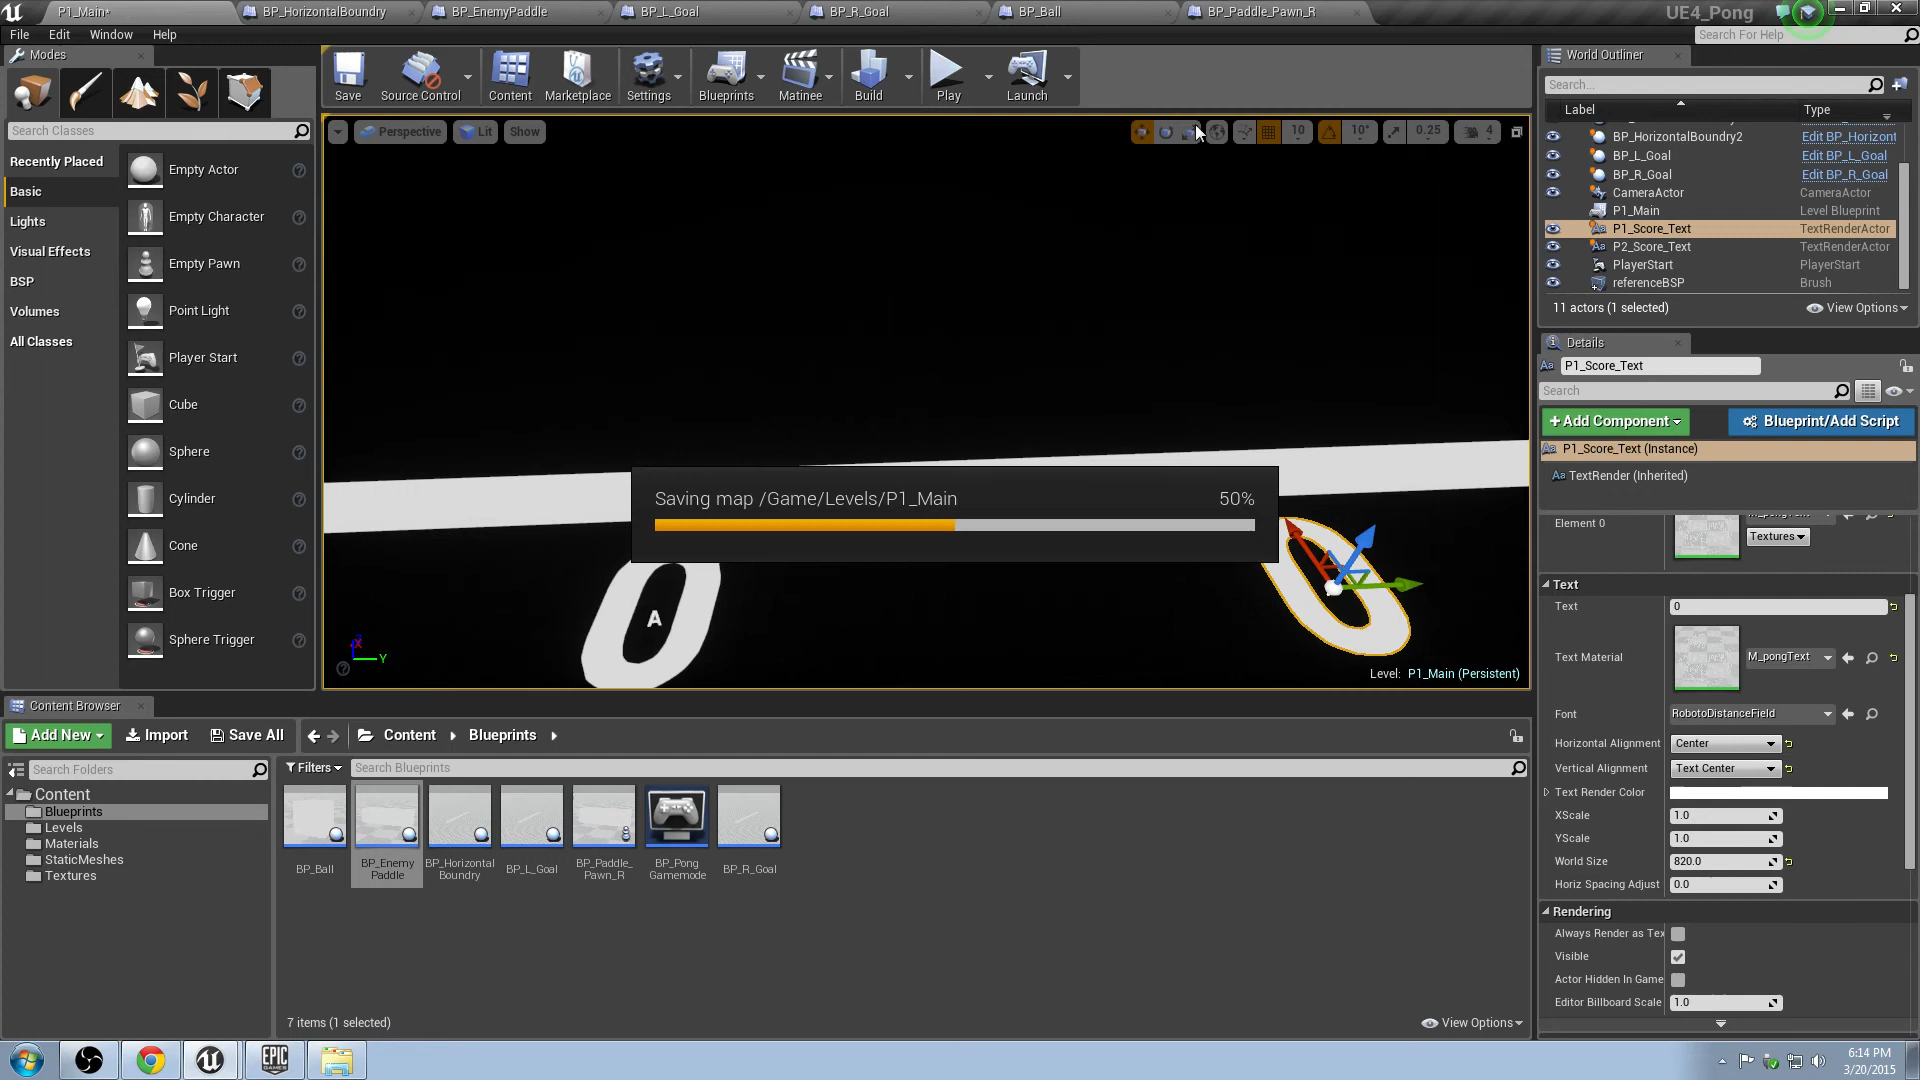 P1_Main*
BP_HorizontalBoundry
BP_EnemyPaddle
BP_L_Goal
BP_R_Goal
BP_Ball
BP_Paddle_Pawn_R
UE4_Pong
File
Edit
Window
Help
Search For Help
Modes
Save
Source Control
Content
Marketplace
Settings
Blueprints
Matinee
Build
Play
Launch
Search Classes
Perspective
Lit
Show
10
10°
0.25
4
Recently Placed
Basic
Lights
Visual Effects
BSP
Volumes
All Classes
Empty Actor
Empty Character
Empty Pawn
Point Light
Player Start
Cube
Sphere
Cylinder
Cone
Box Trigger
Sphere Trigger
Saving map /Game/Levels/P1_Main
50%
0
A
0
X
Y
Level: P1_Main (Persistent)
World Outliner
Search...
Label
Type
BP_HorizontalBoundry2
Edit BP_Horizont
BP_L_Goal
Edit BP_L_Goal
BP_R_Goal
Edit BP_R_Goal
CameraActor
CameraActor
P1_Main
Level Blueprint
P1_Score_Text
TextRenderActor
P2_Score_Text
TextRenderActor
PlayerStart
PlayerStart
referenceBSP
Brush
11 actors (1 selected)
View Options
Details
P1_Score_Text
Search
Add Component
Blueprint/Add Script
P1_Score_Text (Instance)
TextRender (Inherited)
Element 0
Textures
Text
Text
0
Text Material
M_pongText
Font
RobotoDistanceField
Horizontal Alignment
Center
Vertical Alignment
Text Center
Text Render Color
XScale
1.0
YScale
1.0
World Size
820.0
Horiz Spacing Adjust
0.0
Rendering
Always Render as Tex
Visible
Actor Hidden In Game
Editor Billboard Scale
1.0
Content Browser
Add New
Import
Save All
Content
Blueprints
Search Folders
Filters
Search Blueprints
Content
Blueprints
Levels
Materials
StaticMeshes
Textures
BP_Ball
BP_Enemy
Paddle
BP_Horizontal
Boundry
BP_L_Goal
BP_Paddle_
Pawn_R
BP_Pong
Gamemode
BP_R_Goal
7 items (1 selected)
View Options
EPIC
GAMES
6:14 PM
3/20/2015